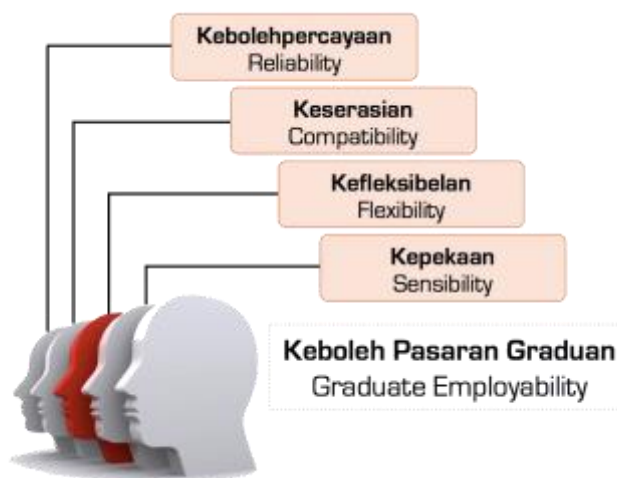 Kebolehpercayaan
Reliability
Keserasian
Compatibility
Kefleksibelan
Flexibility
Kepekaan
Sensibility
Keboleh Pasaran Graduan
Graduate Employability